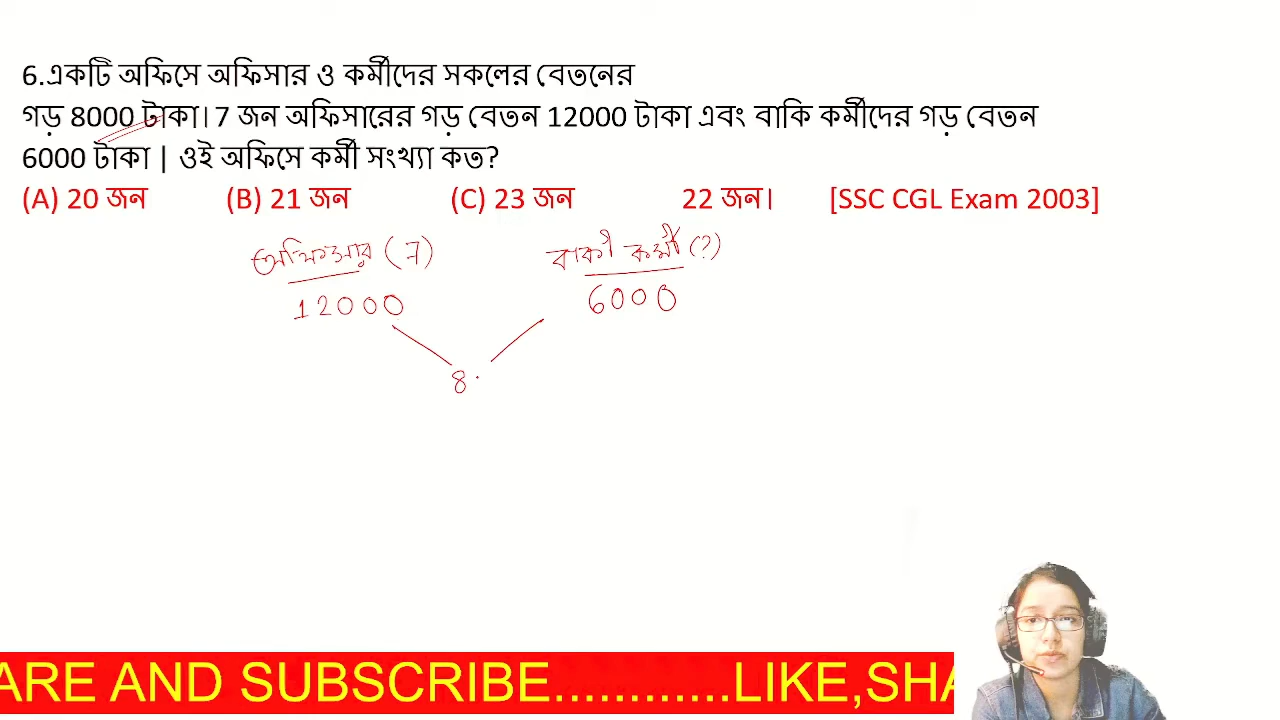 6.একটি অফিসে অফিসার ও কর্মীদের সকলের বেতনের
গড় 8000 টাকা। 7 জন অফিসারের গড় বেতন 12000 টাকা এবং বাকি কর্মীদের গড় বেতন
6000 টাকা | ওই অফিসে কর্মী সংখ্যা কত?
(A) 20 জন (B) 21 জন (C) 23 জন 22 জন। [SSC CGL Exam 2003]
অফিসার (7) বাকী কর্মী (?)
12000 6000
8
ARE AND SUBSCRIBE............LIKE,SHA